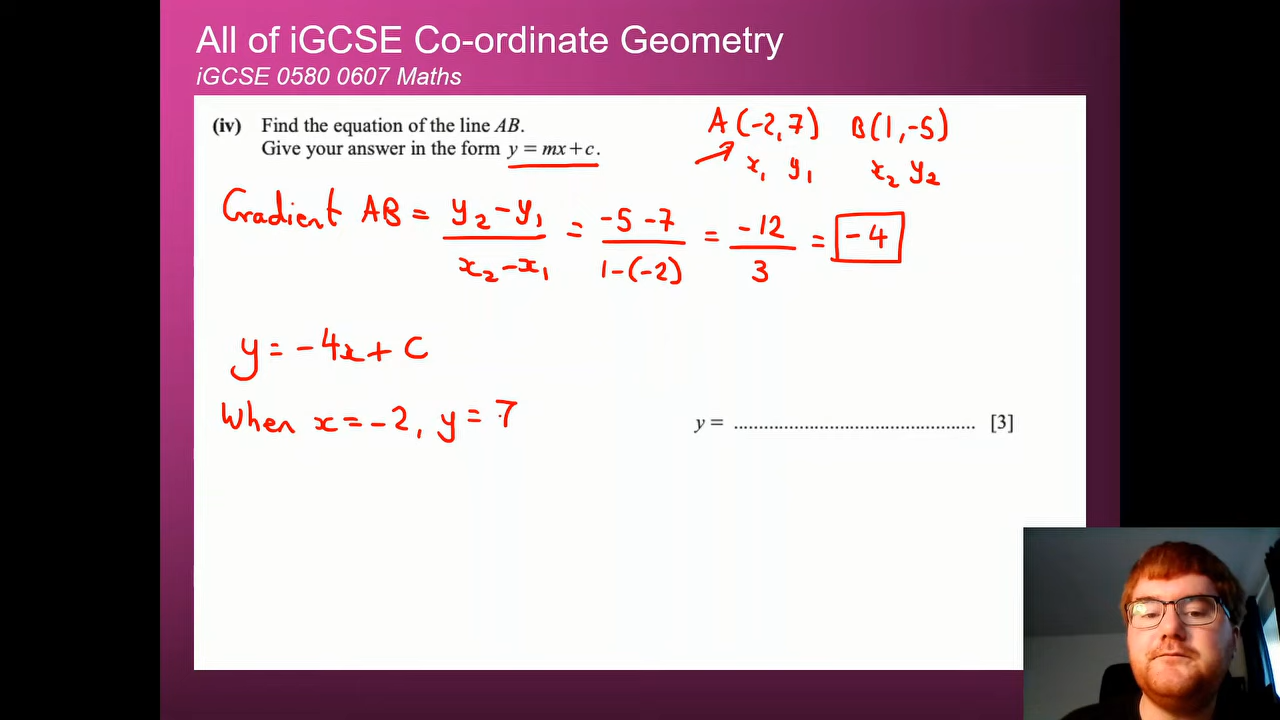 All of iGCSE Co-ordinate Geometry
iGCSE 0580 0607 Maths
(iv) Find the equation of the line AB.
Give your answer in the form y = mx + c.
A (-2, 7) B (1, -5)
x₁ y₁ x₂ y₂
Gradient AB = y₂ - y₁ / x₂ - x₁ = -5 - 7 / 1 - (-2) = -12 / 3 = -4
y = -4x + c
When x = -2, y = 7
y = ................................................ [3]